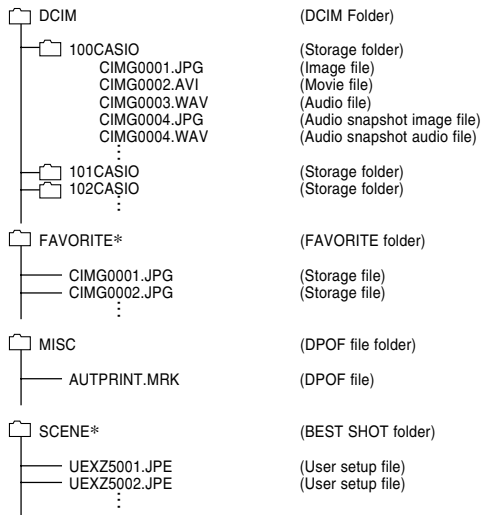 DCIM (DCIM Folder)
100CASIO (Storage folder)
CIMG0001.JPG (Image file)
CIMG0002.AVI (Movie file)
CIMG0003.WAV (Audio file)
CIMG0004.JPG (Audio snapshot image file)
CIMG0004.WAV (Audio snapshot audio file)
101CASIO (Storage folder)
102CASIO (Storage folder)
FAVORITE* (FAVORITE folder)
CIMG0001.JPG (Storage file)
CIMG0002.JPG (Storage file)
MISC (DPOF file folder)
AUTPRINT.MRK (DPOF file)
SCENE* (BEST SHOT folder)
UEXZ5001.JPE (User setup file)
UEXZ5002.JPE (User setup file)